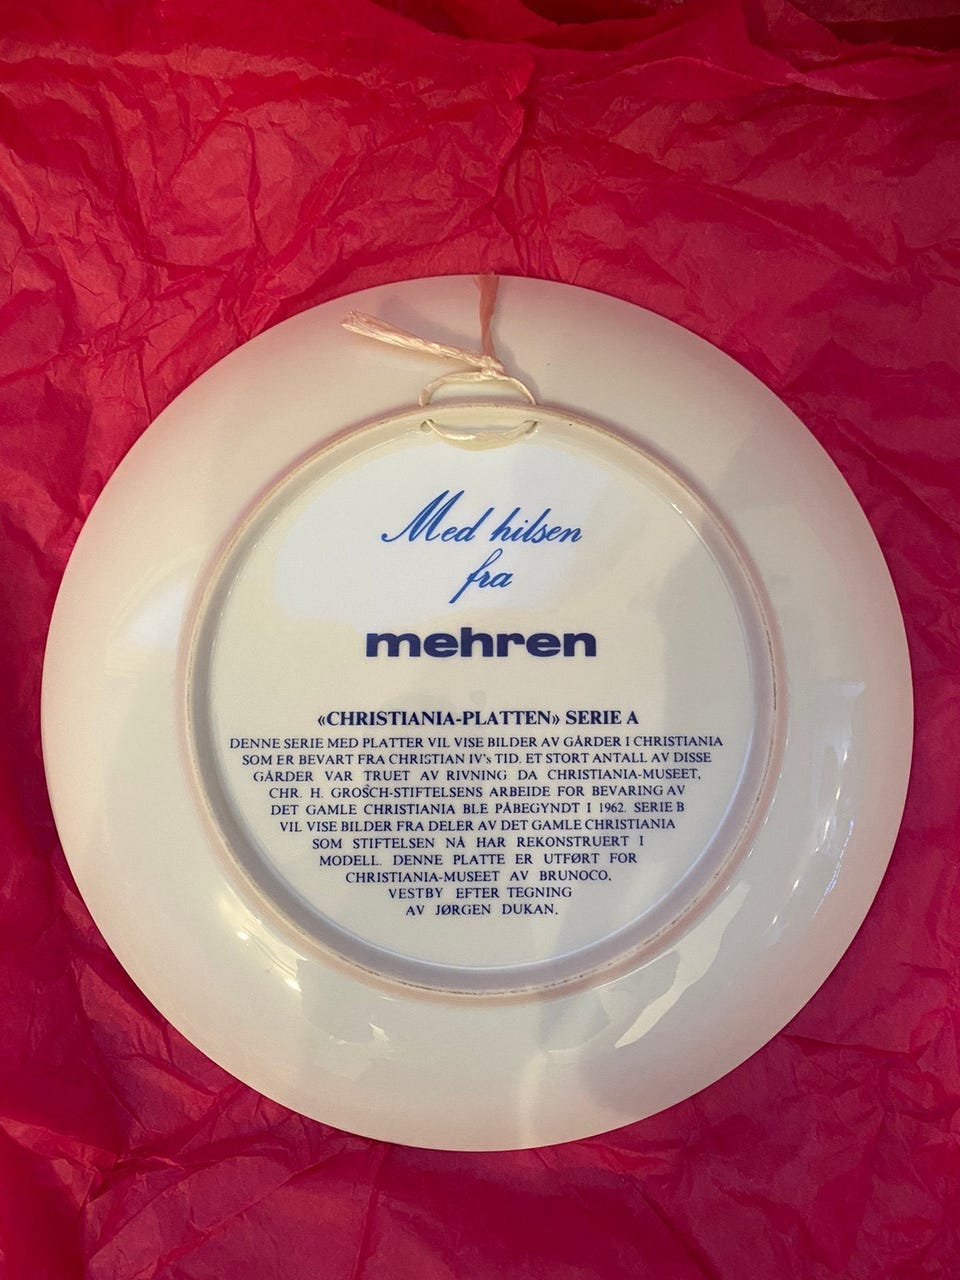 Med hilsen
fra
mehren
«CHRISTIANIA-PLATTEN» SERIE A
DENNE SERIE MED PLATTER VIL VISE BILDER AV GÅRDER I CHRISTIANIA
SOM ER BEVART FRA CHRISTIAN IV's TID. ET STORT ANTALL AV DISSE
GÅRDER VAR TRUET AV RIVNING DA CHRISTIANIA-MUSEET,
CHR. H. GROSCH-STIFTELSENS ARBEIDE FOR BEVARING AV
DET GAMLE CHRISTIANIA BLE PÅBEGYNDT I 1962. SERIE B
VIL VISE BILDER FRA DELER AV DET GAMLE CHRISTIANIA
SOM STIFTELSEN NÅ HAR REKONSTRUERT I
MODELL. DENNE PLATTE ER UTFØRT FOR
CHRISTIANIA-MUSEET AV BRUNOCO,
VESTBY EFTER TEGNING
AV JØRGEN DUKAN.